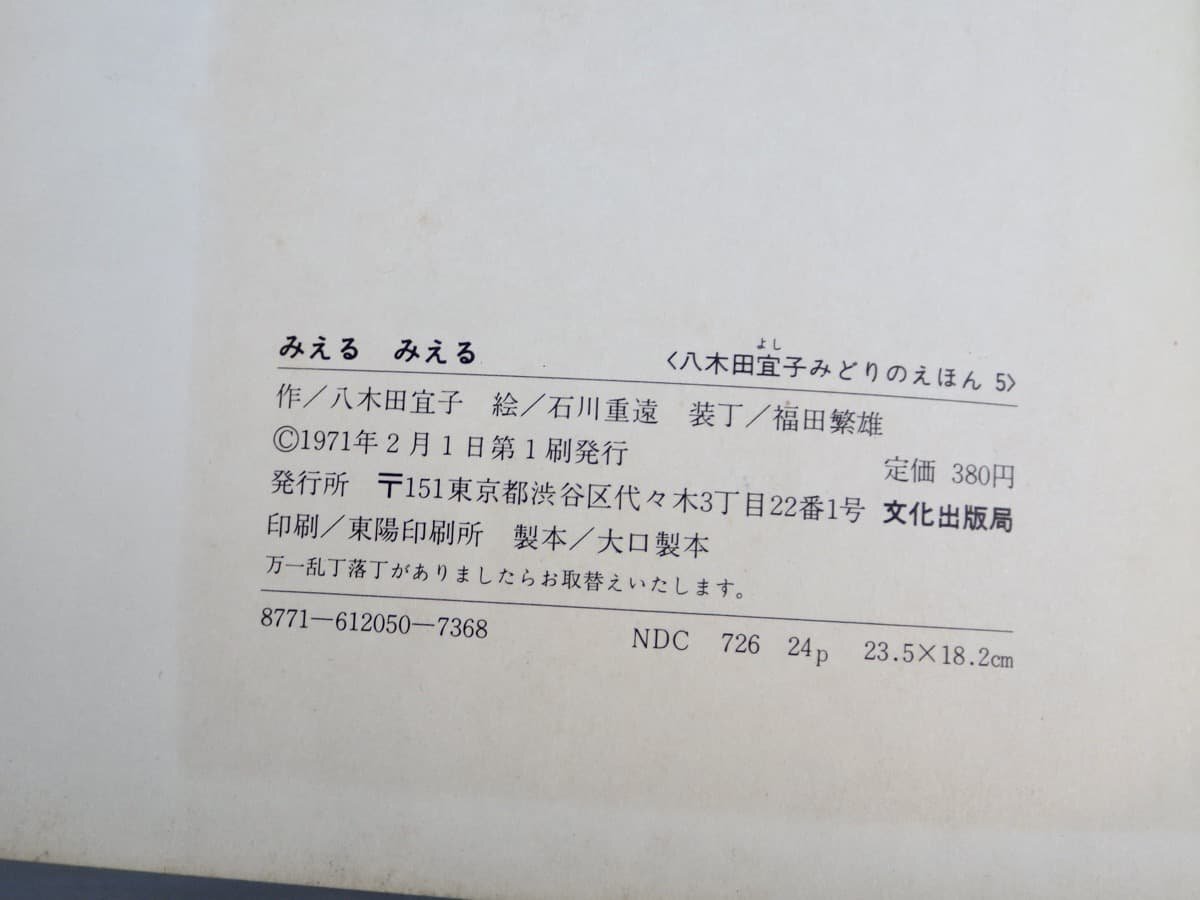 みえる　みえる　　〈八木田宜子みどりのえほん 5〉
よし
作／八木田宜子　絵／石川重遠　装丁／福田繁雄
©1971年2月1日第1刷発行　　定価 380円
発行所　〒151東京都渋谷区代々木3丁目22番1号 文化出版局
印刷／東陽印刷所　製本／大口製本
万一乱丁落丁がありましたらお取替えいたします。
8771―612050―7368　　NDC　726　24p　23.5×18.2cm